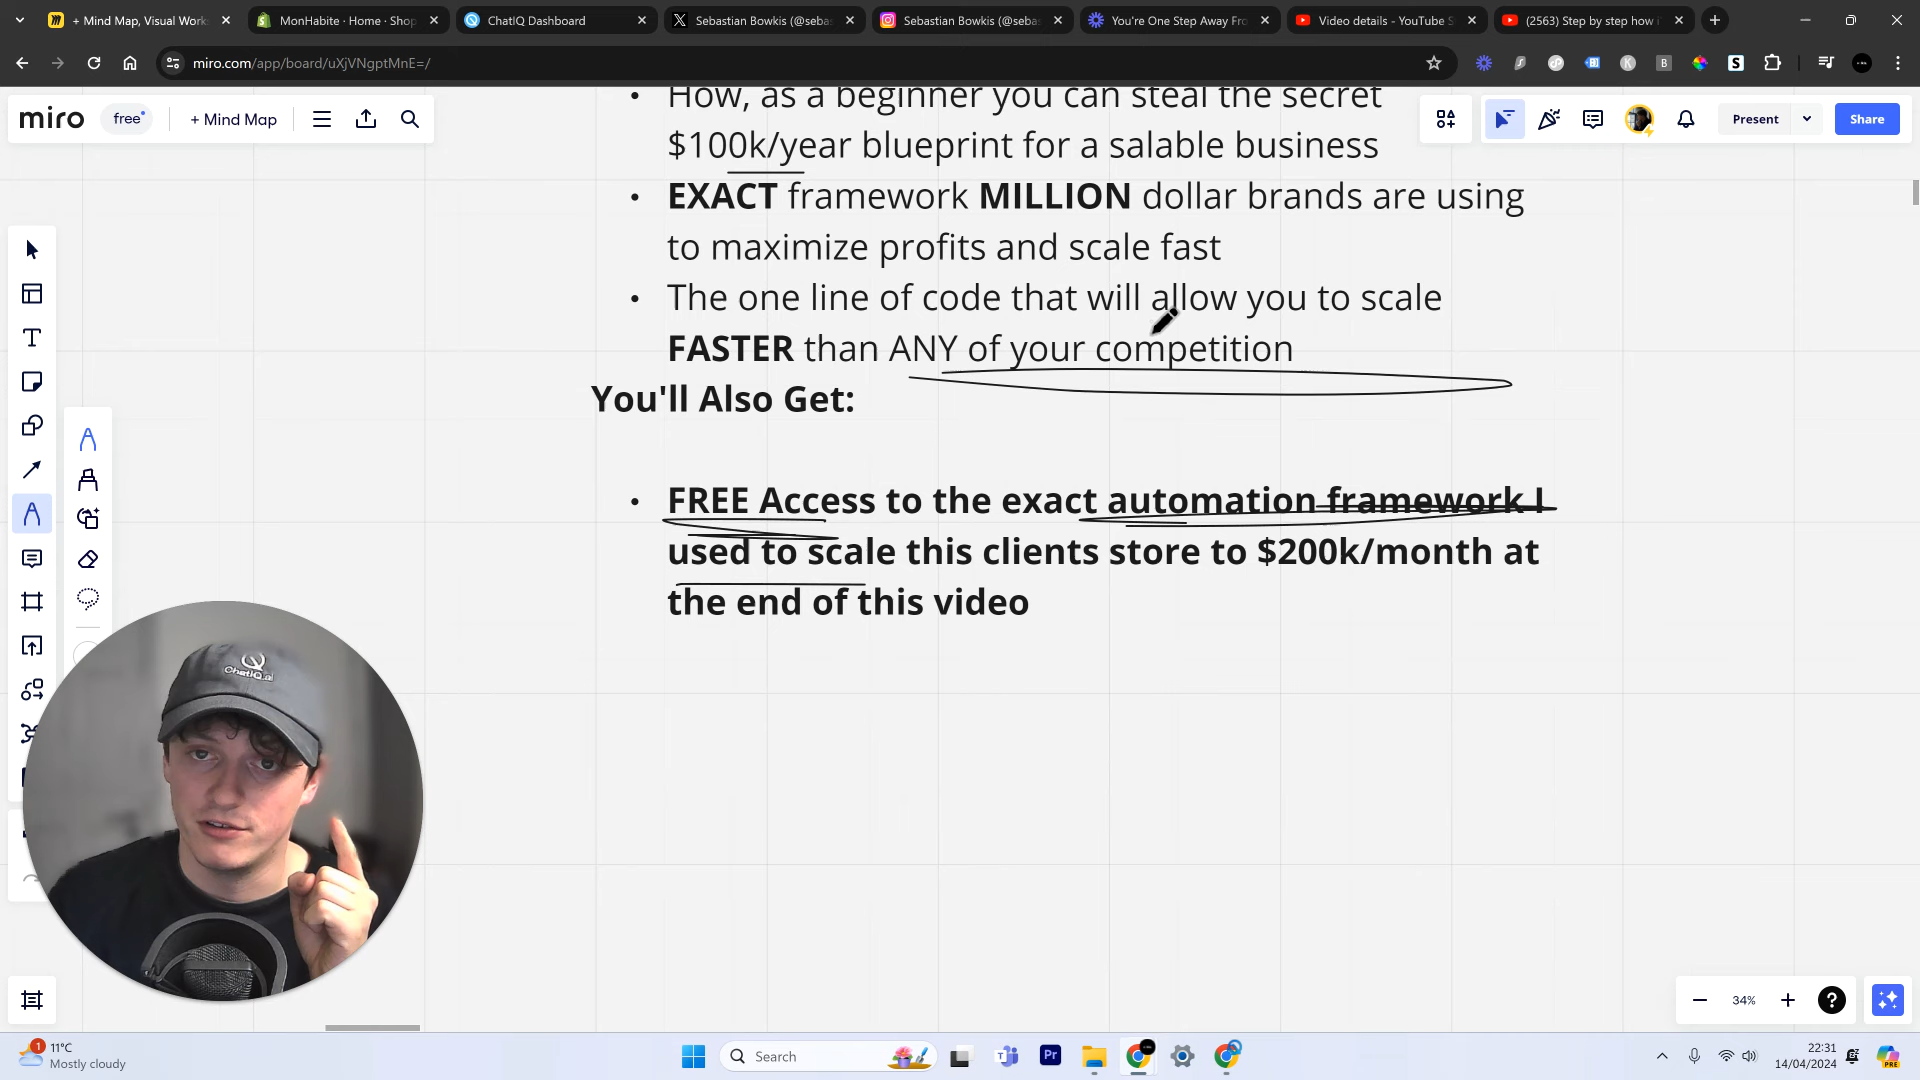 + Mind Map, Visual Work
MonHabite · Home · Shop
ChatIQ Dashboard
Sebastian Bowkis (@sebas
Sebastian Bowkis (@sebas
You're One Step Away Fro
Video details - YouTube S
(2563) Step by step how i
miro.com/app/board/uXjVNgptMnE=/
miro
free
+ Mind Map
Present
Share
• How, as a beginner you can steal the secret
$100k/year blueprint for a salable business
• EXACT framework MILLION dollar brands are using
to maximize profits and scale fast
• The one line of code that will allow you to scale
FASTER than ANY of your competition
You'll Also Get:
• FREE Access to the exact automation framework I
used to scale this clients store to $200k/month at
the end of this video
ChatIQ.ai
34%
11°C
Mostly cloudy
Search
22:31
14/04/2024